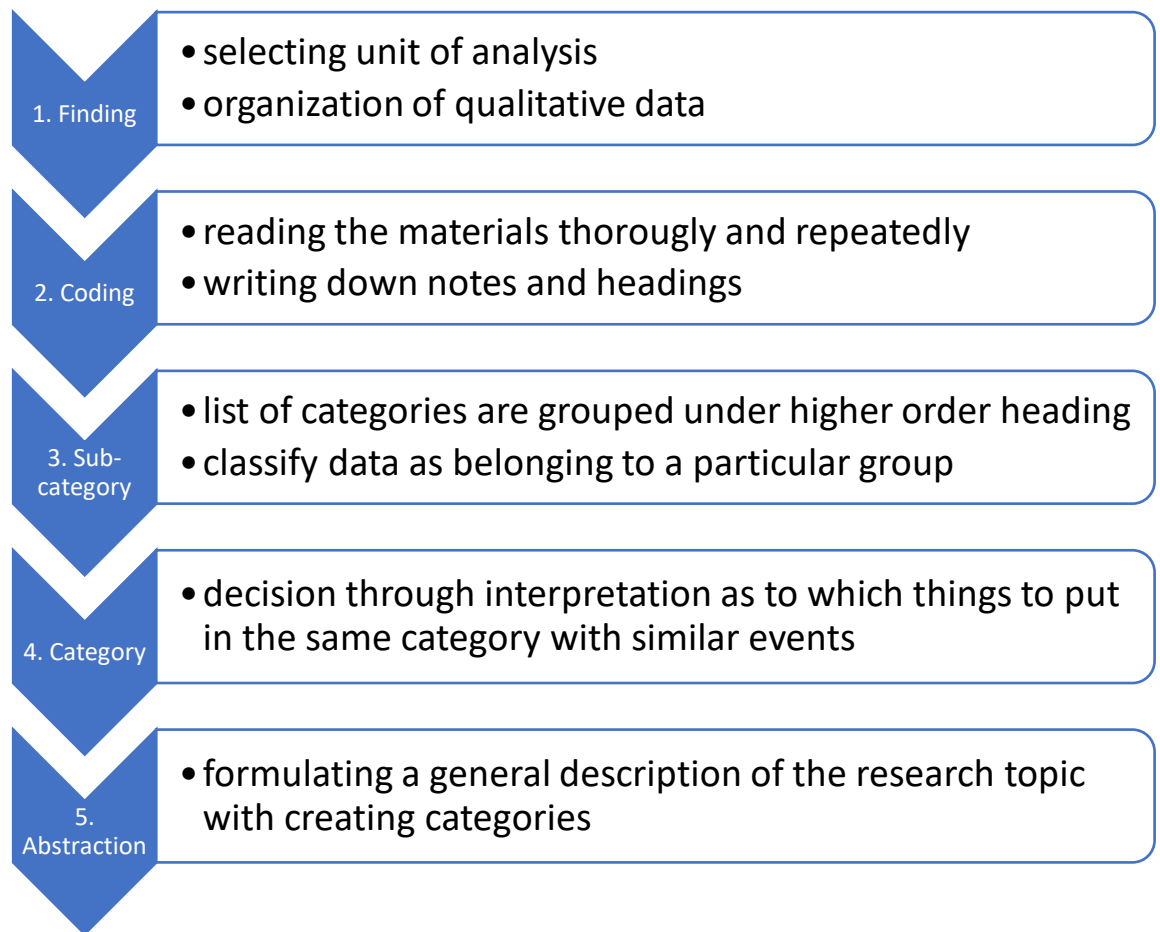 1. Finding
• selecting unit of analysis
• organization of qualitative data
2. Coding
• reading the materials thorougly and repeatedly
• writing down notes and headings
3. Sub-
category
• list of categories are grouped under higher order heading
• classify data as belonging to a particular group
4. Category
• decision through interpretation as to which things to put
in the same category with similar events
5.
Abstraction
• formulating a general description of the research topic
with creating categories